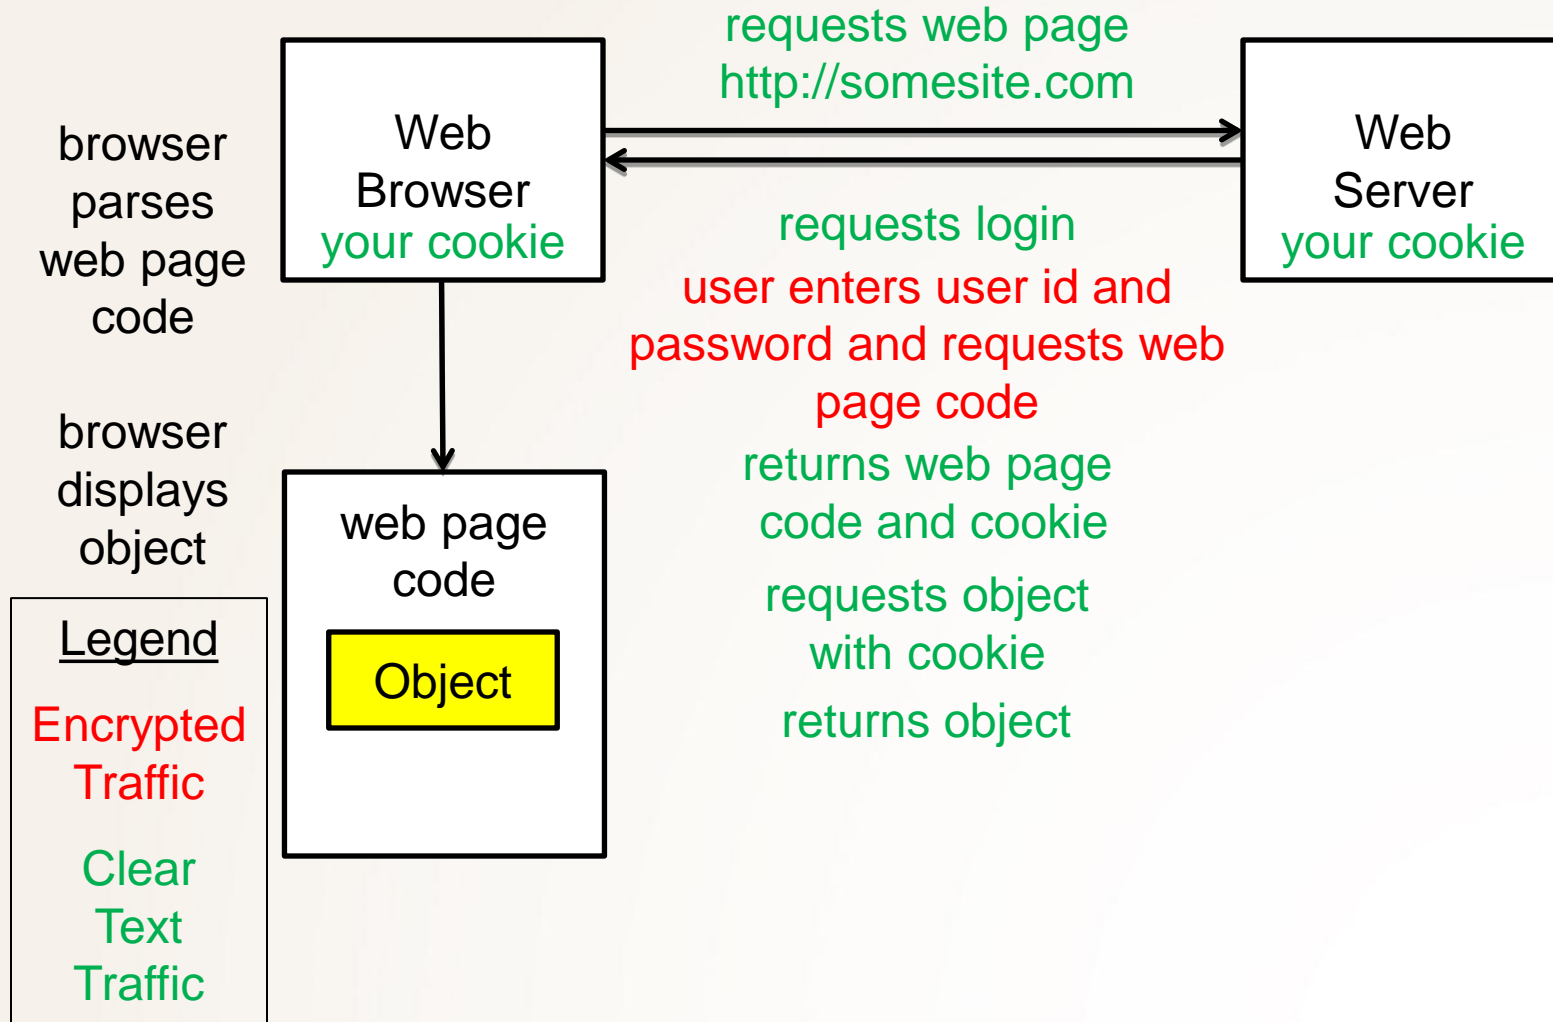 requests web page
http://somesite.com
Web
Browser
your cookie
Web
Server
your cookie
browser
parses
web page
code
requests login
user enters user id and
password and requests web
page code
returns web page
code and cookie
requests object
with cookie
returns object
browser
displays
object
web page
code
Object
Legend
Encrypted
Traffic
Clear
Text
Traffic